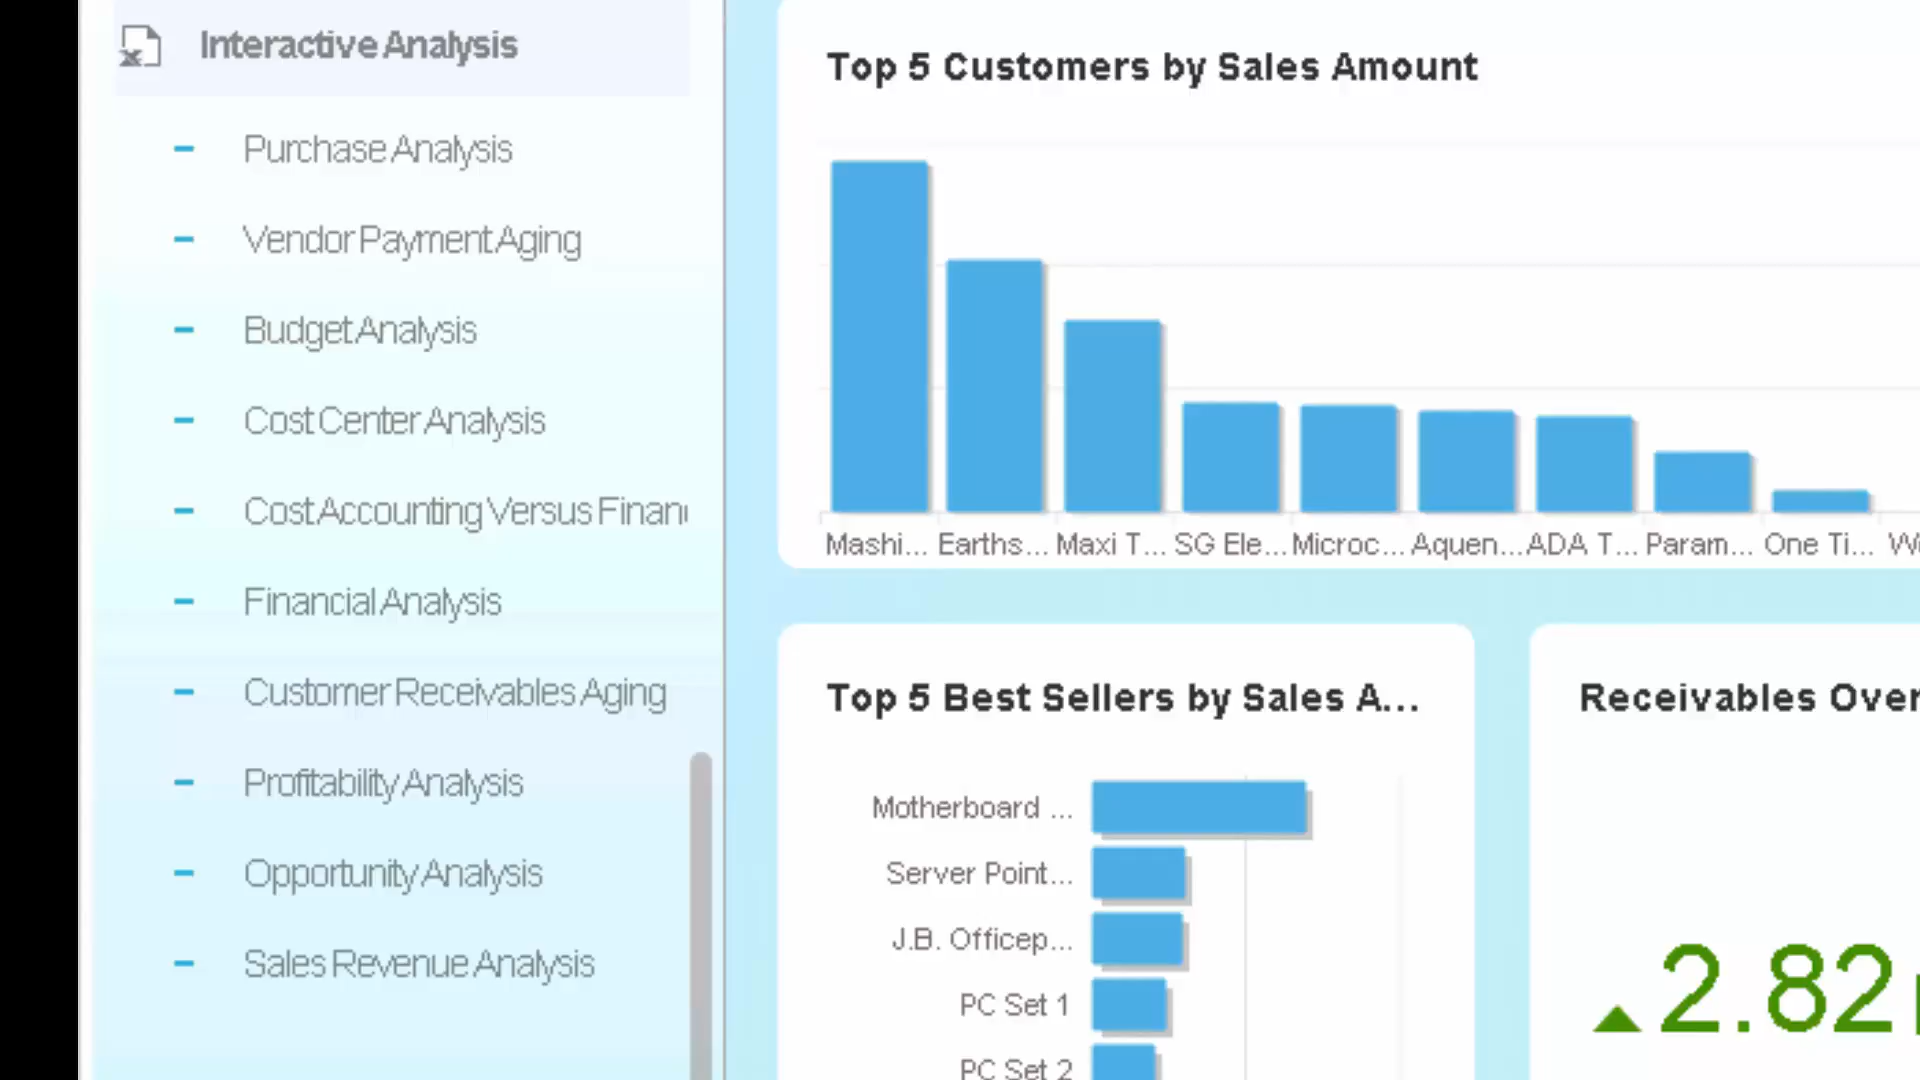 Interactive Analysis
Purchase Analysis
Vendor Payment Aging
Budget Analysis
Cost Center Analysis
Cost Accounting Versus
Financial Analysis
Customer Receivables Aging
Profitability Analysis
Opportunity Analysis
Sales Revenue Analysis
Top 5 Customers by Sales Amount
Mashi... Earths... Maxi T... SG Ele... Microc... Aquen... ADA T... Param... One Ti...
Top 5 Best Sellers by Sales A...
Motherboard ...
Server Point...
J.B. Officep...
PC Set 1
PC Set 2
Receivables Over
2.82